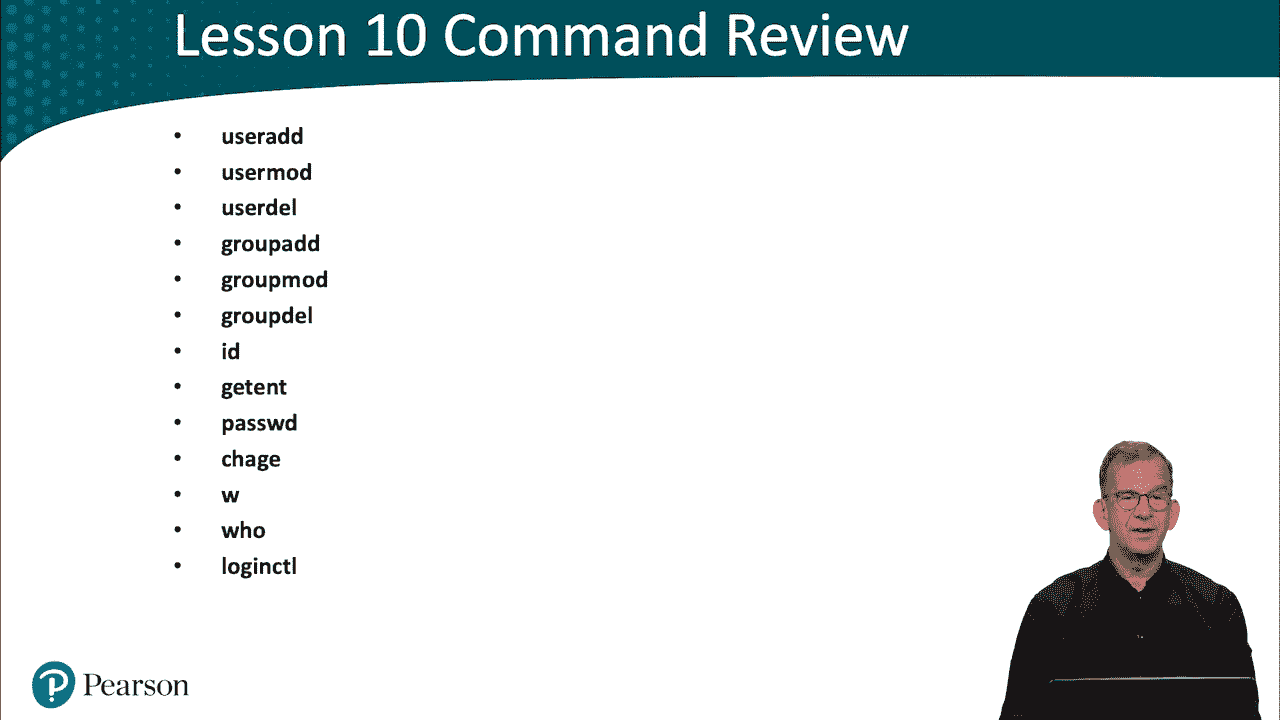 Lesson 10 Command Review
• useradd
• usermod
• userdel
• groupadd
• groupmod
• groupdel
• id
• getent
• passwd
• chage
• w
• who
• loginctl
Pearson